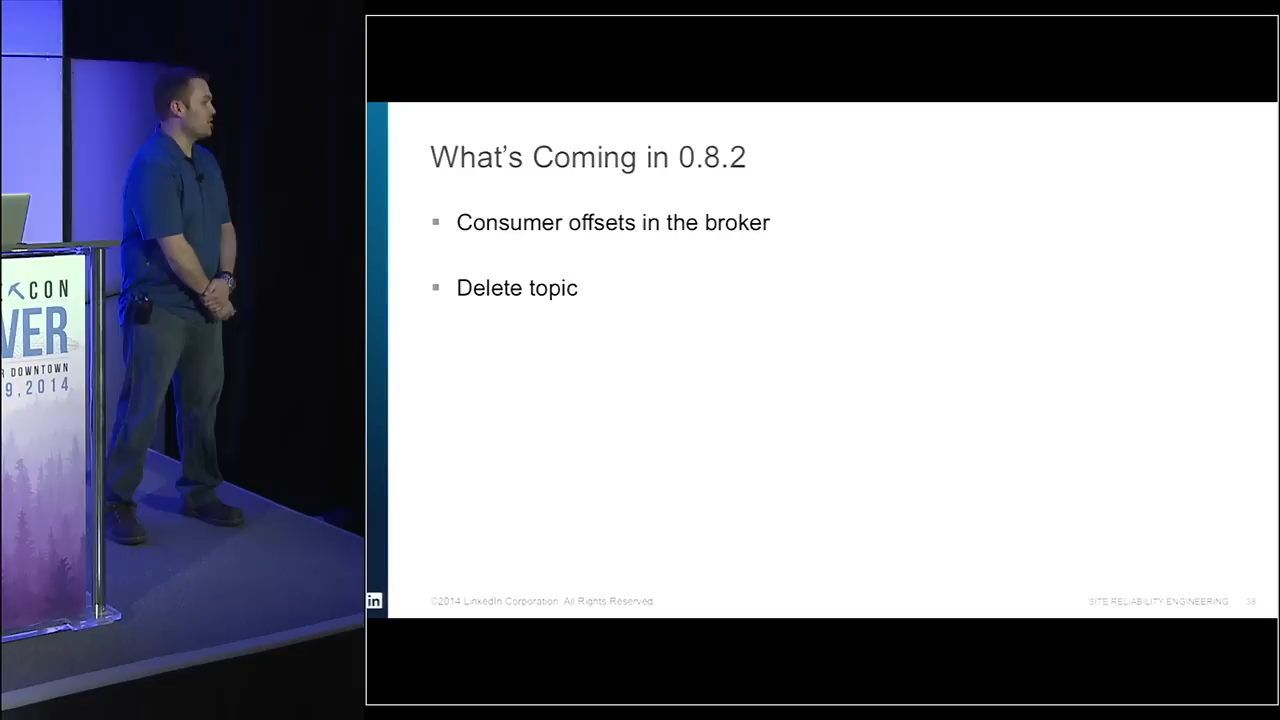 CON
VER
R DOWNTOWN
9, 2014
What's Coming in 0.8.2
▪ Consumer offsets in the broker
▪ Delete topic
in
©2014 LinkedIn Corporation. All Rights Reserved.
SITE RELIABILITY ENGINEERING